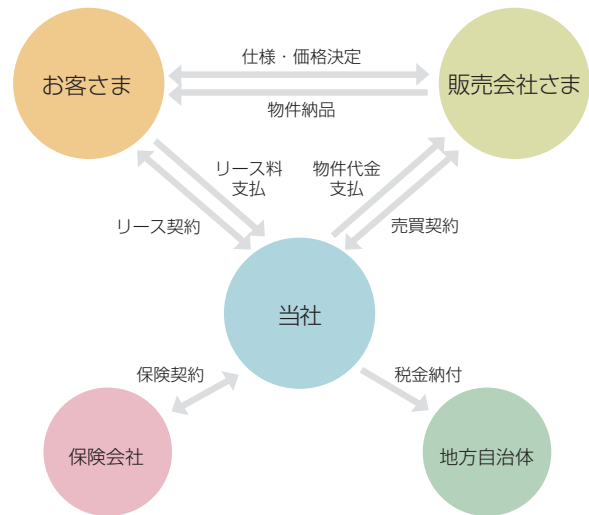 仕様・価格決定
お客さま
販売会社さま
物件納品
リース料
支払
物件代金
支払
リース契約
売買契約
当社
保険契約
税金納付
保険会社
地方自治体